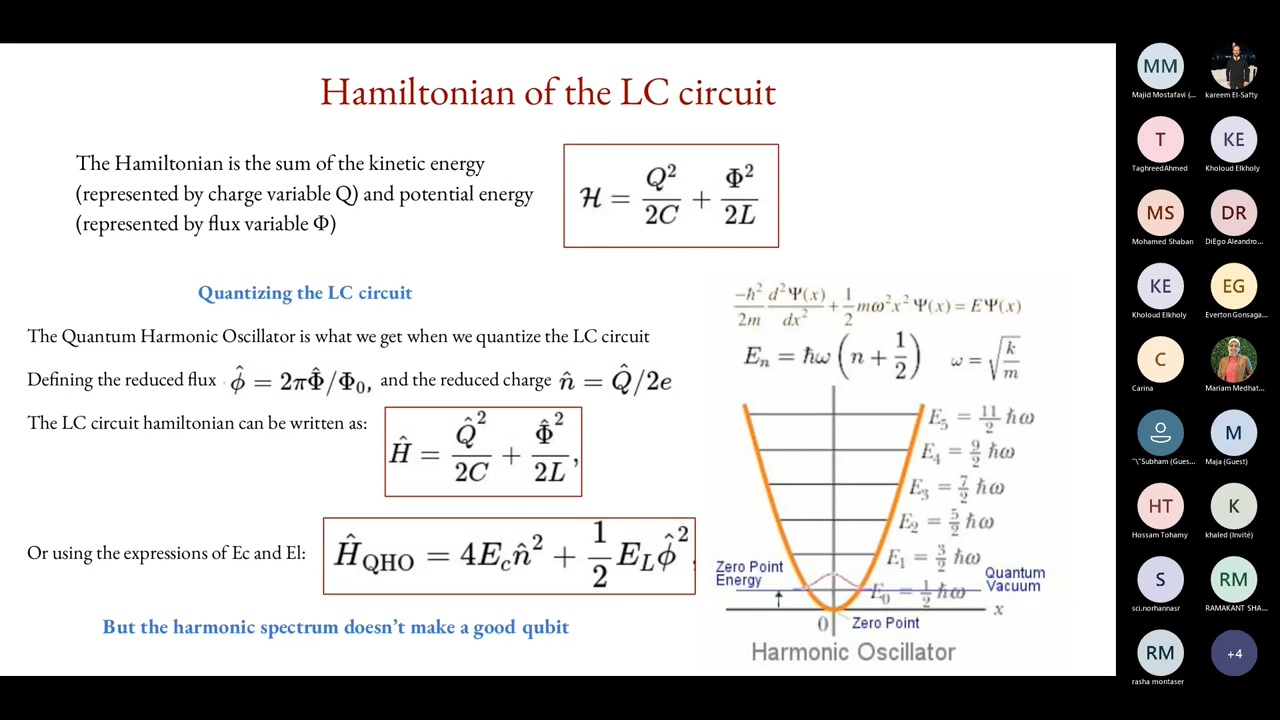 Hamiltonian of the LC circuit
The Hamiltonian is the sum of the kinetic energy
(represented by charge variable Q) and potential energy
(represented by flux variable Φ)
ℋ = Q²/2C + Φ²/2L
Quantizing the LC circuit
The Quantum Harmonic Oscillator is what we get when we quantize the LC circuit
Defining the reduced flux ϕ̂ = 2πΦ̂/Φ₀, and the reduced charge n̂ = Q̂/2e
The LC circuit hamiltonian can be written as:
Ĥ = Q̂²/2C + Φ̂²/2L,
Or using the expressions of Ec and El:
Ĥ_QHO = 4E_c n̂² + 1/2 E_L ϕ̂²,
But the harmonic spectrum doesn't make a good qubit
-ħ²/2m d²Ψ(x)/dx² + 1/2 mω²x²Ψ(x) = EΨ(x)
E_n = ħω(n + 1/2) ω = √(k/m)
E₅ = 11/2 ħω
E₄ = 9/2 ħω
E₃ = 7/2 ħω
E₂ = 5/2 ħω
E₁ = 3/2 ħω
E₀ = 1/2 ħω
Zero Point
Energy
Quantum
Vacuum
x
0
Zero Point
Harmonic Oscillator
MM
Majid Mostafavi (...
kareem El-Safty
T
TaghreedAhmed
KE
Kholoud Elkholy
MS
Mohamed Shaban
DR
DiEgo Aleandro...
KE
Kholoud Elkholy
EG
Everton Gonsaga...
C
Carina
Mariam Medhat...
"\"Subham (Gues...
M
Maja (Guest)
HT
Hossam Tohamy
K
khaled (Invité)
S
sci.norhannasr
RM
RAMAKANT SHA...
RM
rasha montaser
+4